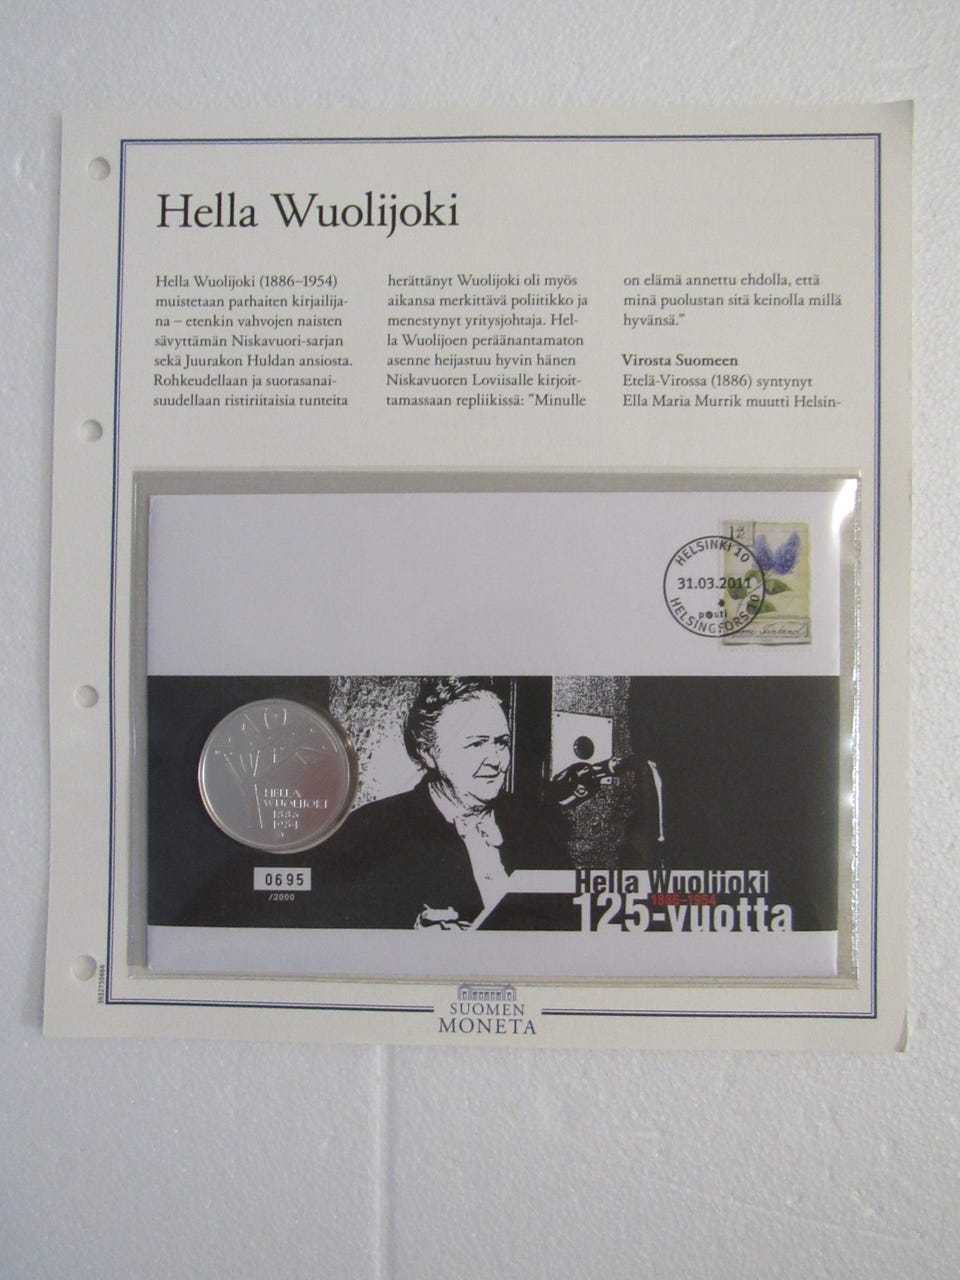 Hella Wuolijoki
Hella Wuolijoki (1886–1954)
muistetaan parhaiten kirjailija-
na – etenkin vahvojen naisten
sävyttämän Niskavuori-sarjan
sekä Juurakon Huldan ansiosta.
Rohkeudellaan ja suorasanai-
suudellaan ristiriitaisia tunteita
herättänyt Wuolijoki oli myös
aikansa merkittävä poliitikko ja
menestynyt yritysjohtaja. Hel-
la Wuolijoen peräänantamaton
asenne heijastuu hyvin hänen
Niskavuoren Loviisalle kirjoit-
tamassaan repliikissä: ”Minulle
on elämä annettu ehdolla, että
minä puolustan sitä keinolla millä
hyvänsä.”
Virosta Suomeen
Etelä-Virossa (1886) syntynyt
Ella Maria Murrik muutti Helsin-
HELSINKI 10
31.03.2011
posti
HELSINGFORS 10
Finland
HELLA
WUOLIJOKI
1886
1954
0695
/2000
Hella Wuolijoki
1886–1954
125-vuotta
SUOMEN
MONETA